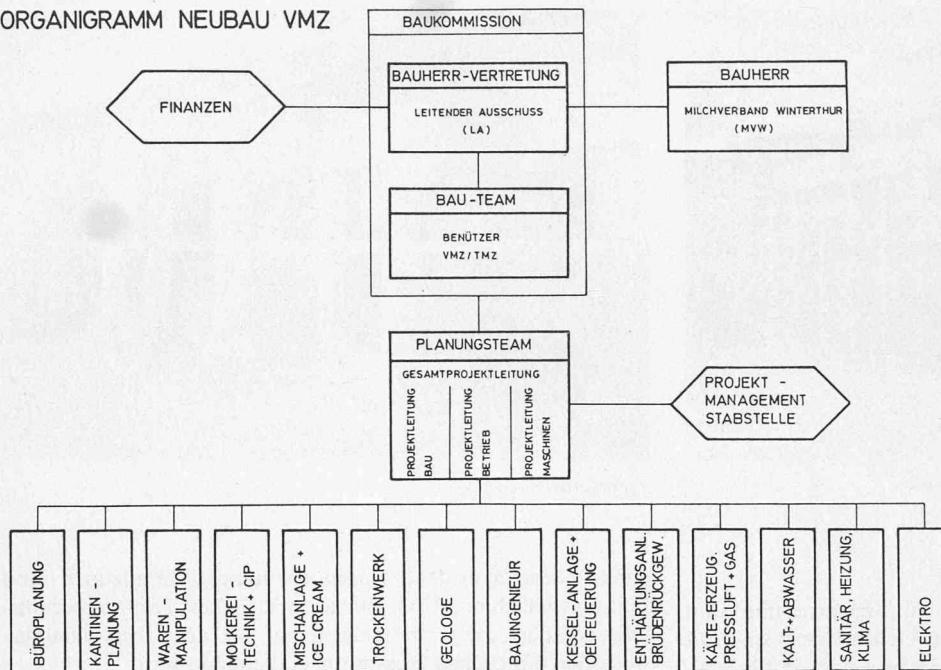 ORGANIGRAMM NEUBAU VMZ
BAUKOMMISSION
FINANZEN
BAUHERR-VERTRETUNG
LEITENDER AUSSCHUSS
(LA)
BAUHERR
MILCHVERBAND WINTERTHUR
(MVW)
BAU-TEAM
BENÜTZER
VMZ/TMZ
PLANUNGSTEAM
GESAMTPROJEKTLEITUNG
PROJEKTLEITUNG
BAU
PROJEKTLEITUNG
BETRIEB
PROJEKTLEITUNG
MASCHINEN
PROJEKT -
MANAGEMENT
STABSTELLE
BÜROPLANUNG
KANTINEN -
PLANUNG
WAREN -
MANIPULATION
MOLKEREI -
TECHNIK + CIP
MISCHANLAGE +
ICE-CREAM
TROCKENWERK
GEOLOGE
BAUINGENIEUR
KESSEL-ANLAGE +
OELFEUERUNG
ENTHÄRTUNGSANL.
BRÜDENRÜCKGEW.
KÄLTE-ERZEUG.
PRESSLUFT + GAS
KALT + ABWASSER
SANITÄR, HEIZUNG,
KLIMA
ELEKTRO